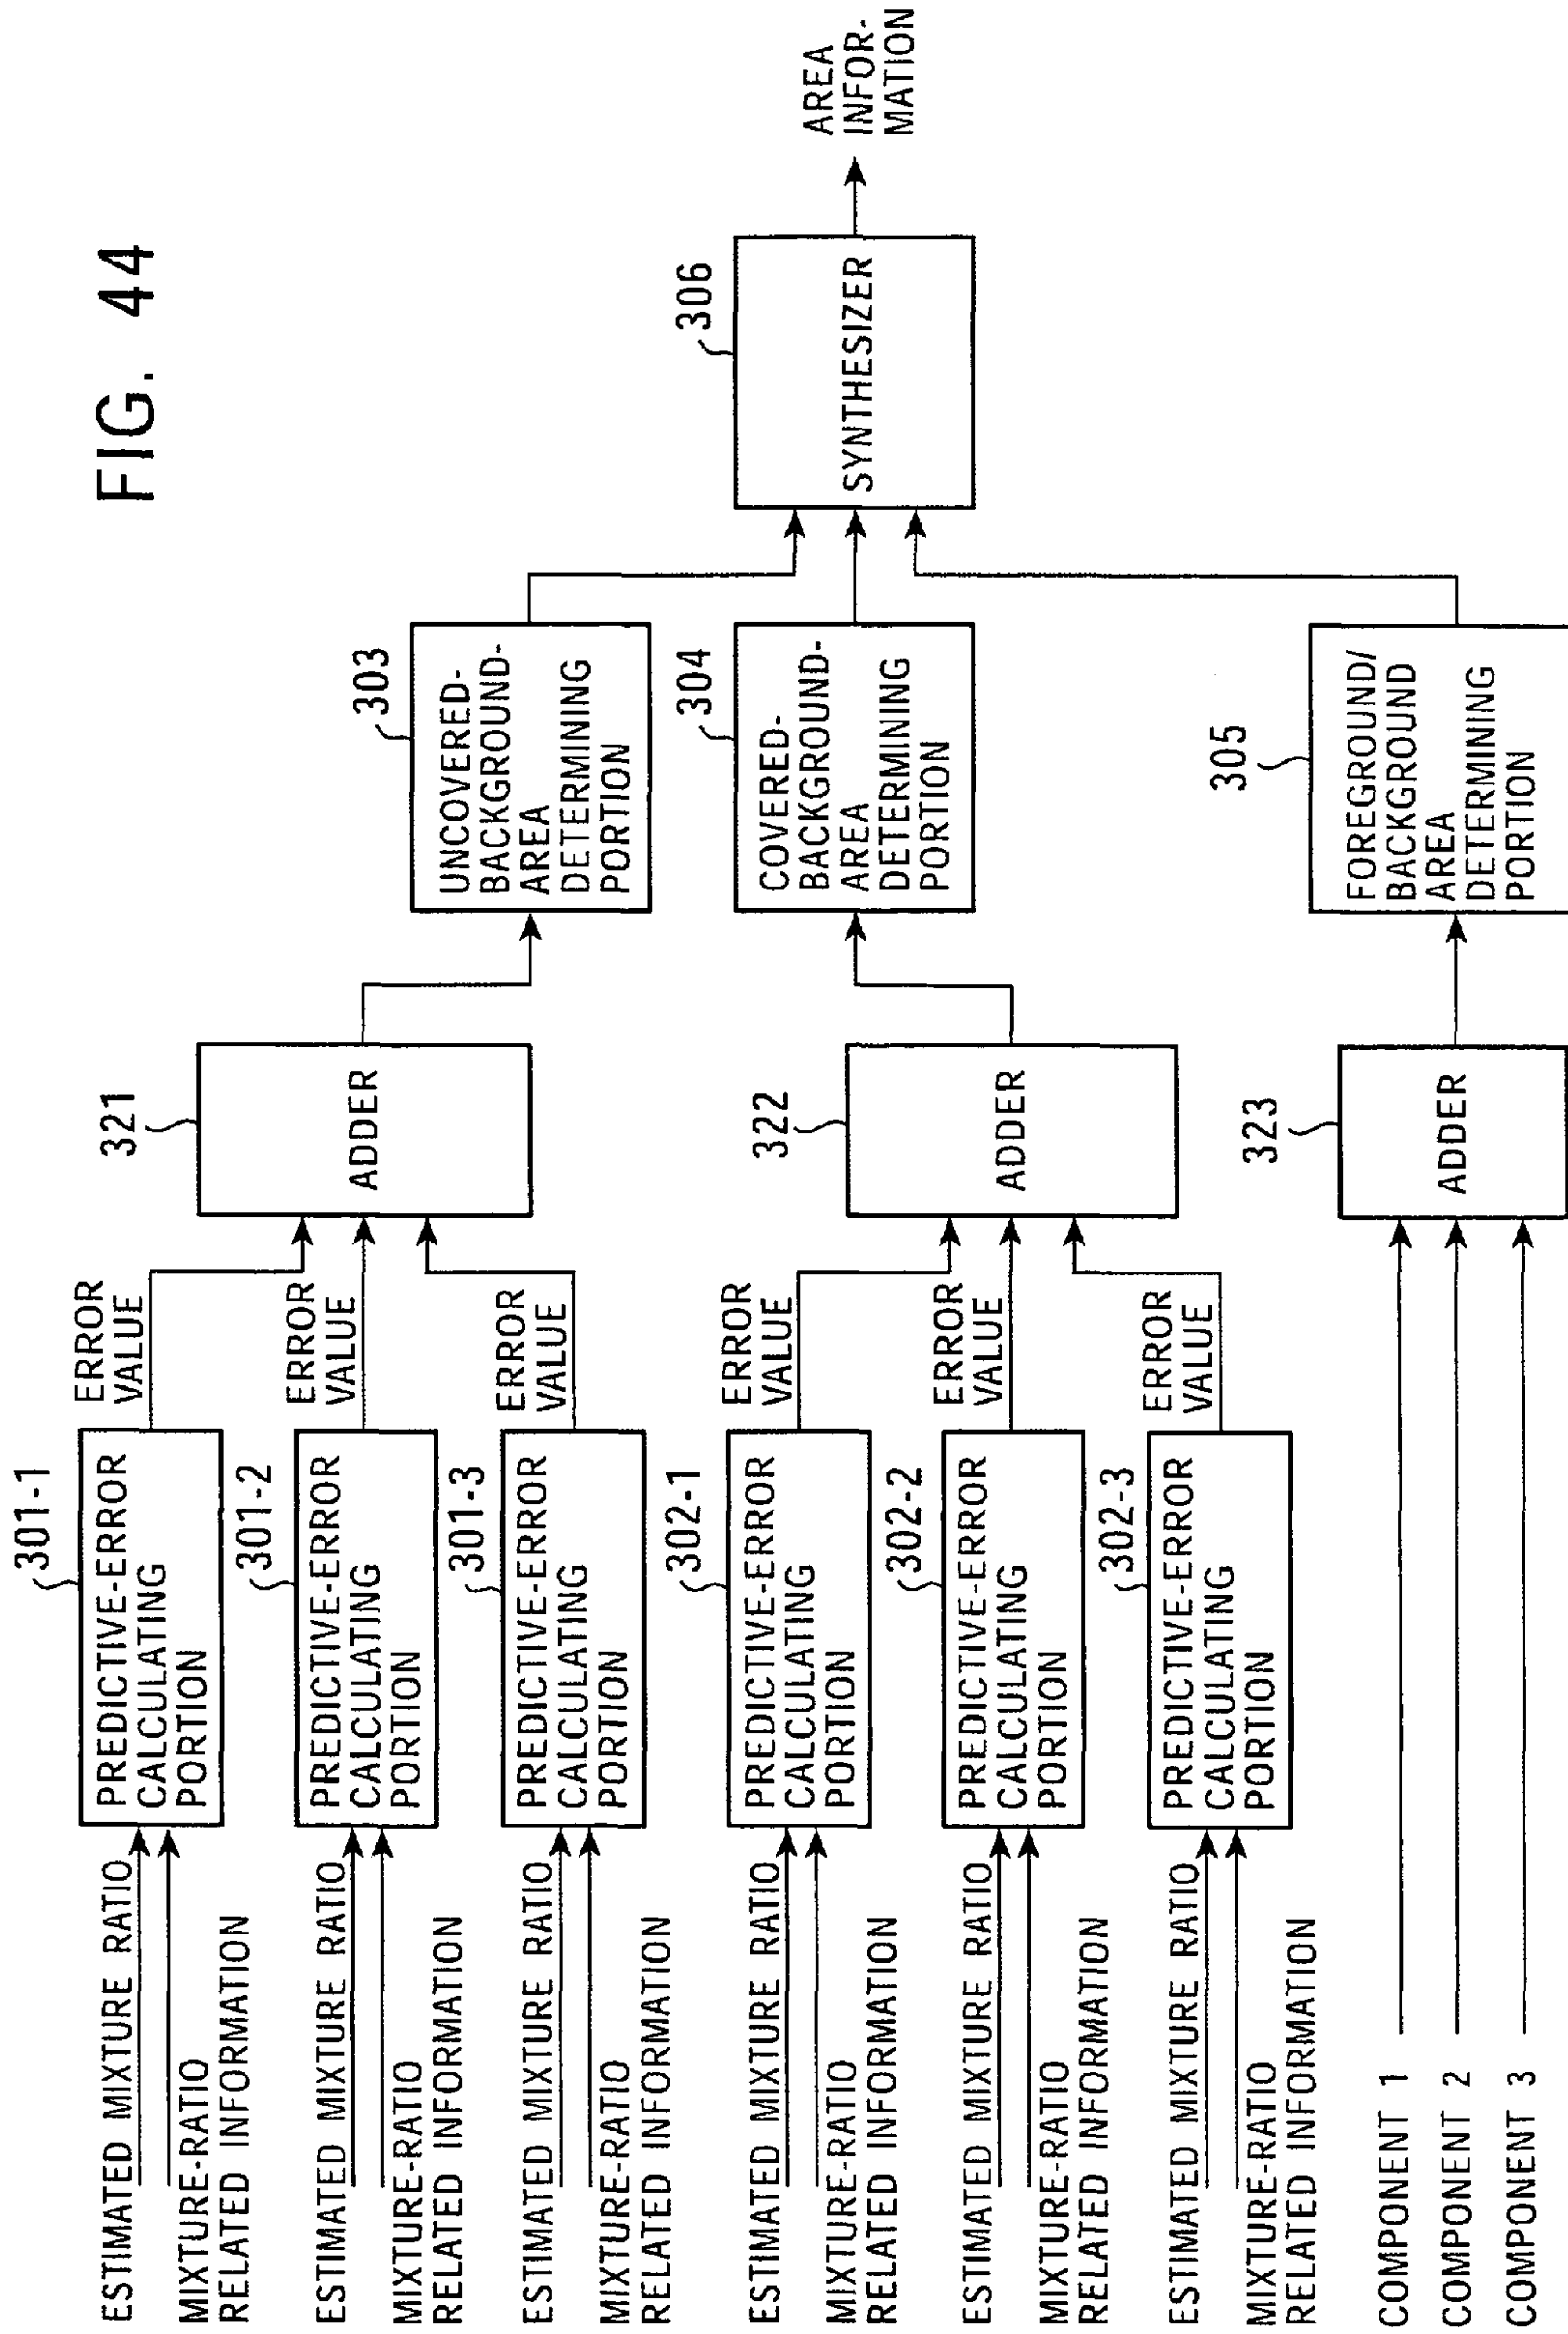 FIG. 44
301-1
ESTIMATED MIXTURE RATIO
MIXTURE-RATIO
RELATED INFORMATION
PREDICTIVE-ERROR
CALCULATING
PORTION
ERROR
VALUE
301-2
ESTIMATED MIXTURE RATIO
MIXTURE-RATIO
RELATED INFORMATION
PREDICTIVE-ERROR
CALCULATING
PORTION
ERROR
VALUE
301-3
ESTIMATED MIXTURE RATIO
MIXTURE-RATIO
RELATED INFORMATION
PREDICTIVE-ERROR
CALCULATING
PORTION
ERROR
VALUE
321
ADDER
303
UNCOVERED-
BACKGROUND-
AREA
DETERMINING
PORTION
302-1
ESTIMATED MIXTURE RATIO
MIXTURE-RATIO
RELATED INFORMATION
PREDICTIVE-ERROR
CALCULATING
PORTION
ERROR
VALUE
302-2
ESTIMATED MIXTURE RATIO
MIXTURE-RATIO
RELATED INFORMATION
PREDICTIVE-ERROR
CALCULATING
PORTION
ERROR
VALUE
302-3
ESTIMATED MIXTURE RATIO
MIXTURE-RATIO
RELATED INFORMATION
PREDICTIVE-ERROR
CALCULATING
PORTION
ERROR
VALUE
322
ADDER
304
COVERED-
BACKGROUND-
AREA
DETERMINING
PORTION
306
SYNTHESIZER
AREA
INFOR-
MATION
COMPONENT 1
COMPONENT 2
COMPONENT 3
323
ADDER
305
FOREGROUND/
BACKGROUND
AREA
DETERMINING
PORTION